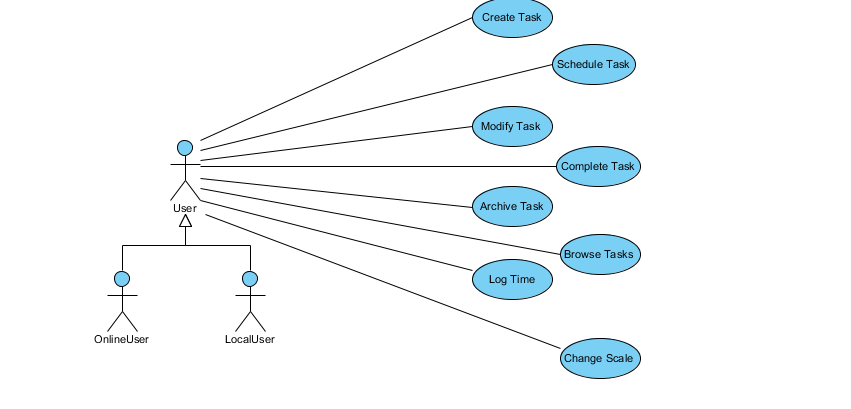 Create Task
Schedule Task
Modify Task
Complete Task
User
Archive Task
Browse Tasks
Log Time
OnlineUser
LocalUser
Change Scale